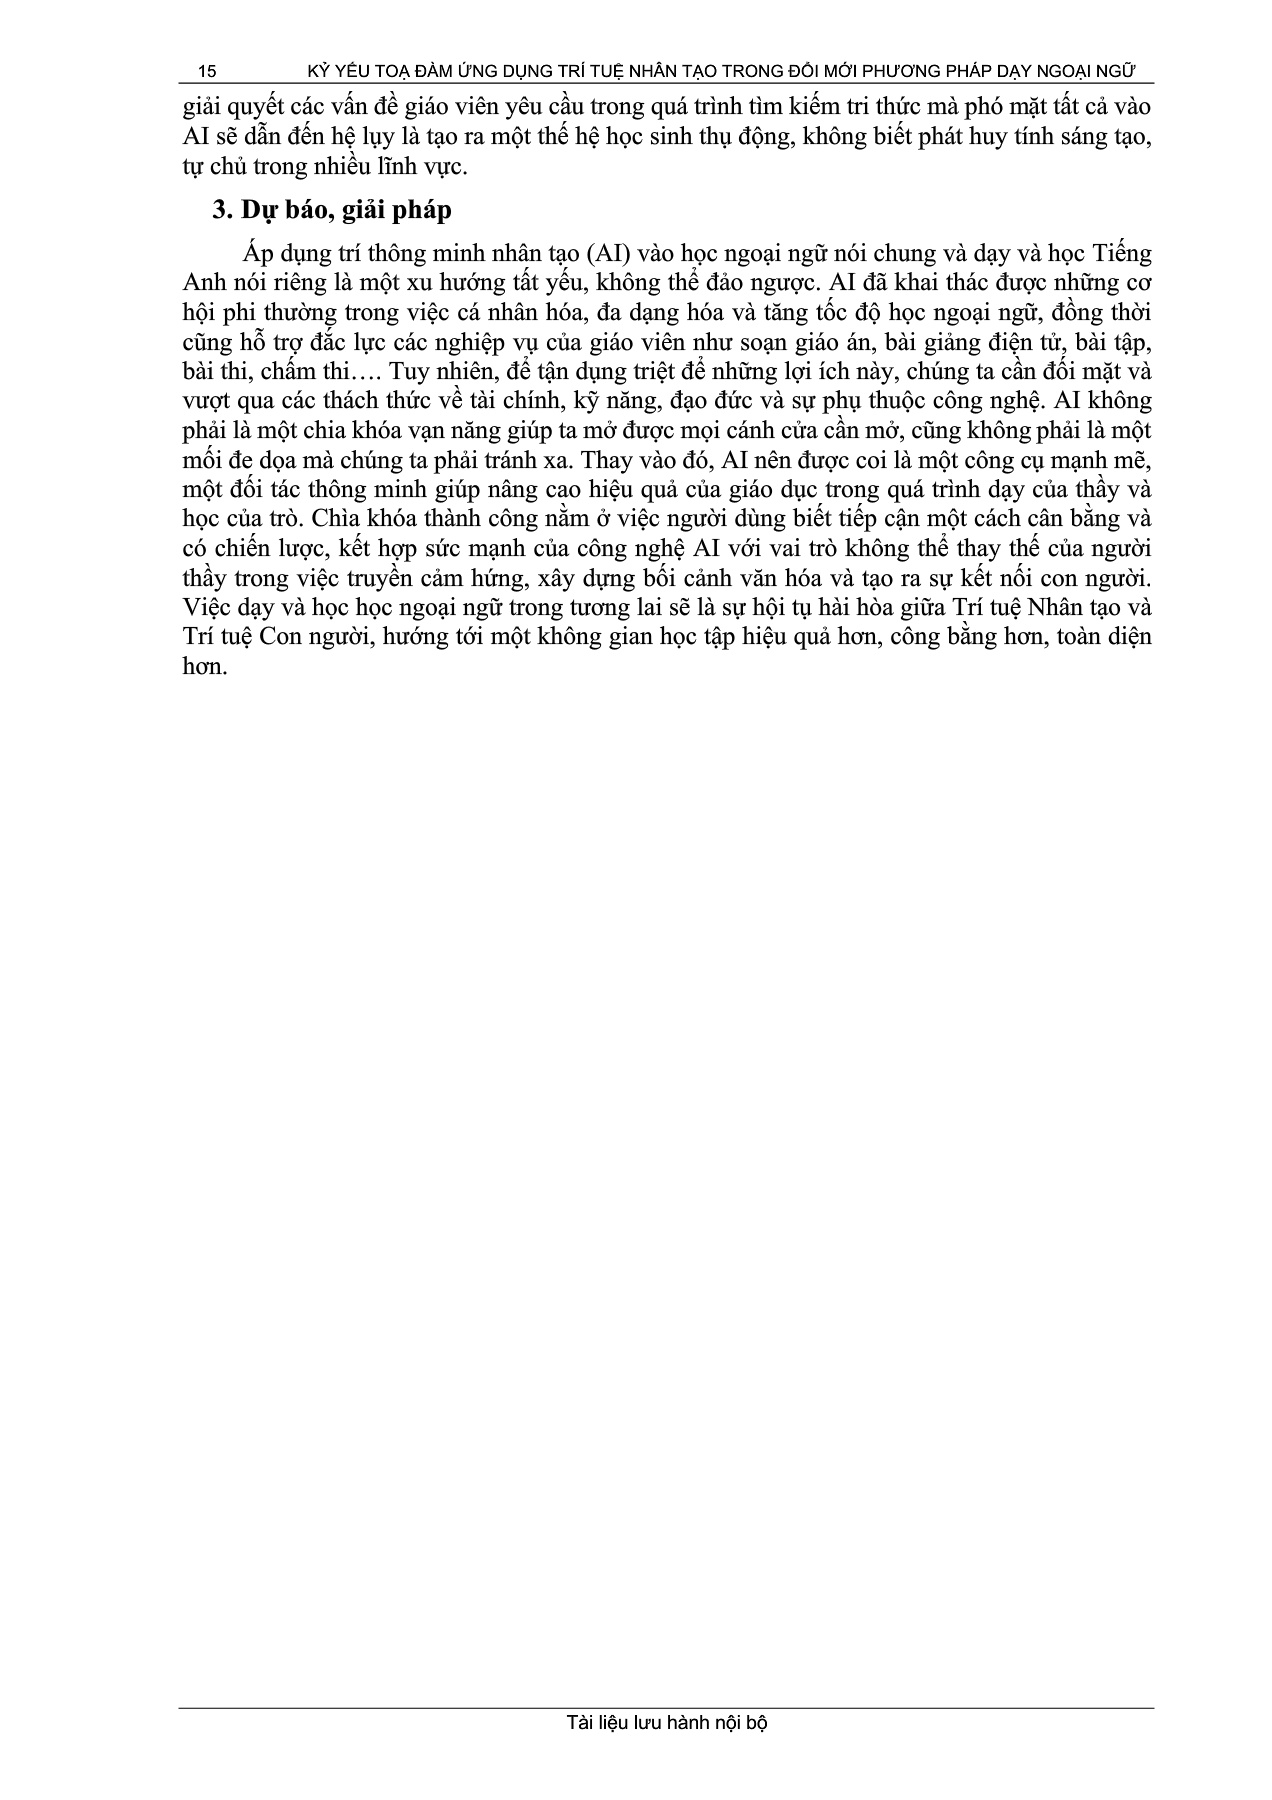 15 KỶ YẾU TOẠ ĐÀM ỨNG DỤNG TRÍ TUỆ NHÂN TẠO TRONG ĐỔI MỚI PHƯƠNG PHÁP DẠY NGOẠI NGỮ
giải quyết các vấn đề giáo viên yêu cầu trong quá trình tìm kiếm tri thức mà phó mặt tất cả vào
AI sẽ dẫn đến hệ lụy là tạo ra một thế hệ học sinh thụ động, không biết phát huy tính sáng tạo,
tự chủ trong nhiều lĩnh vực.
3. Dự báo, giải pháp
Áp dụng trí thông minh nhân tạo (AI) vào học ngoại ngữ nói chung và dạy và học Tiếng
Anh nói riêng là một xu hướng tất yếu, không thể đảo ngược. AI đã khai thác được những cơ
hội phi thường trong việc cá nhân hóa, đa dạng hóa và tăng tốc độ học ngoại ngữ, đồng thời
cũng hỗ trợ đắc lực các nghiệp vụ của giáo viên như soạn giáo án, bài giảng điện tử, bài tập,
bài thi, chấm thi…. Tuy nhiên, để tận dụng triệt để những lợi ích này, chúng ta cần đối mặt và
vượt qua các thách thức về tài chính, kỹ năng, đạo đức và sự phụ thuộc công nghệ. AI không
phải là một chia khóa vạn năng giúp ta mở được mọi cánh cửa cần mở, cũng không phải là một
mối đe dọa mà chúng ta phải tránh xa. Thay vào đó, AI nên được coi là một công cụ mạnh mẽ,
một đối tác thông minh giúp nâng cao hiệu quả của giáo dục trong quá trình dạy của thầy và
học của trò. Chìa khóa thành công nằm ở việc người dùng biết tiếp cận một cách cân bằng và
có chiến lược, kết hợp sức mạnh của công nghệ AI với vai trò không thể thay thế của người
thầy trong việc truyền cảm hứng, xây dựng bối cảnh văn hóa và tạo ra sự kết nối con người.
Việc dạy và học học ngoại ngữ trong tương lai sẽ là sự hội tụ hài hòa giữa Trí tuệ Nhân tạo và
Trí tuệ Con người, hướng tới một không gian học tập hiệu quả hơn, công bằng hơn, toàn diện
hơn.
Tài liệu lưu hành nội bộ